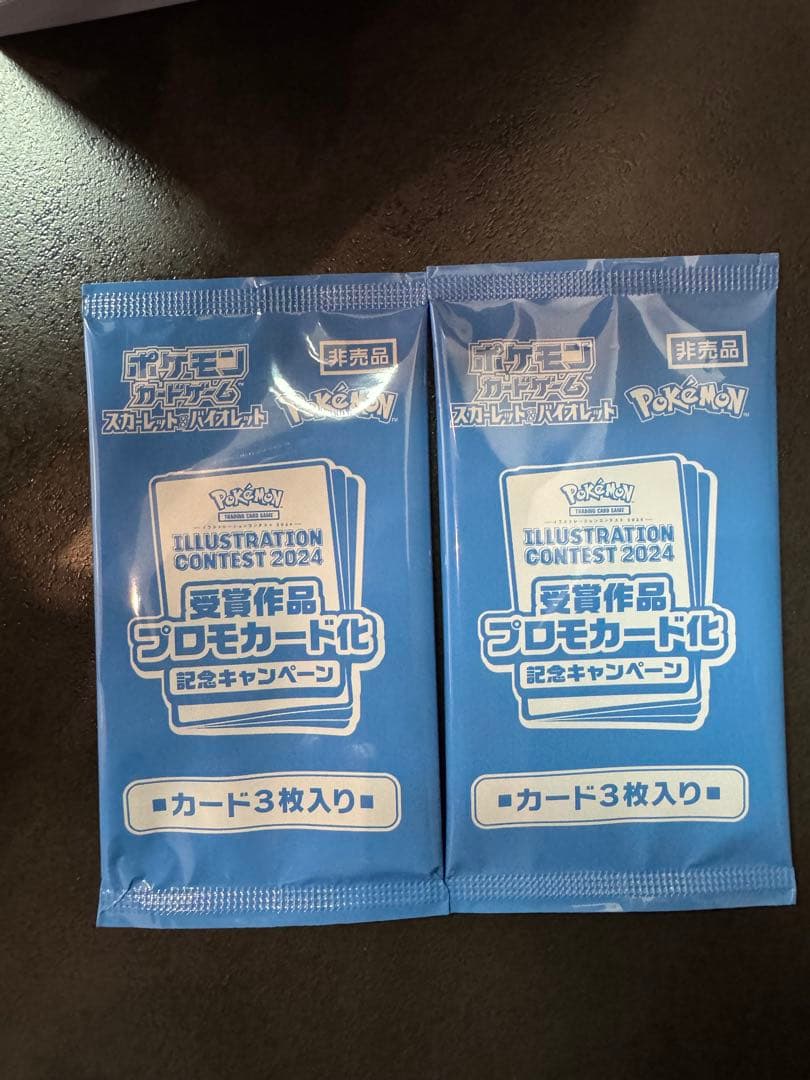 ポケモン
カードゲーム™
スカーレット&バイオレット
非売品
POKéMON™
POKéMON
TRADING CARD GAME
イラストレーションコンテスト 2024
ILLUSTRATION
CONTEST 2024
受賞作品
プロモカード化
記念キャンペーン
■カード3枚入り■
ポケモン
カードゲーム™
スカーレット&バイオレット
非売品
POKéMON™
POKéMON
TRADING CARD GAME
イラストレーションコンテスト 2024
ILLUSTRATION
CONTEST 2024
受賞作品
プロモカード化
記念キャンペーン
■カード3枚入り■